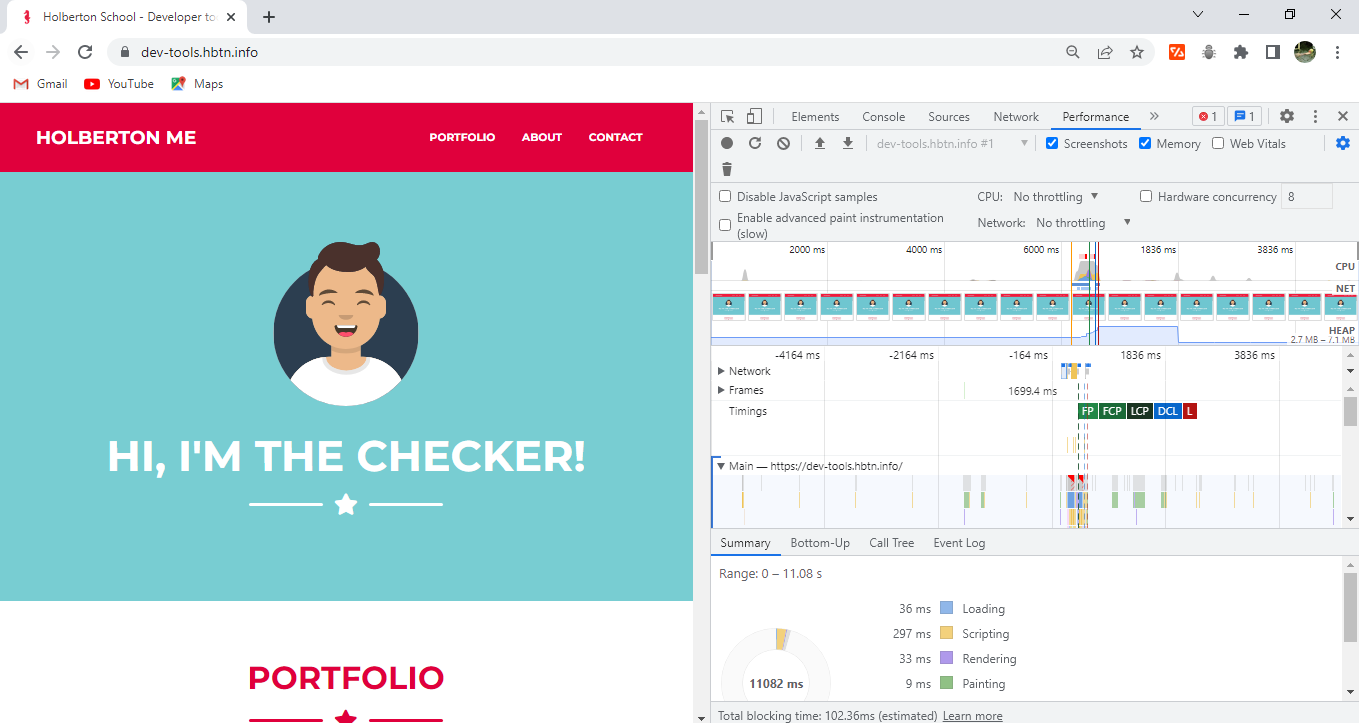 Holberton School - Developer to
dev-tools.hbtn.info
Gmail YouTube Maps
HOLBERTON ME PORTFOLIO ABOUT CONTACT
HI, I'M THE CHECKER!
PORTFOLIO
Elements Console Sources Network Performance 1 1
dev-tools.hbtn.info #1 Screenshots Memory Web Vitals
Disable JavaScript samples CPU: No throttling Hardware concurrency 8
Enable advanced paint instrumentation
(slow) Network: No throttling
2000 ms 4000 ms 6000 ms 1836 ms 3836 ms
CPU
NET
HEAP
2.7 MB – 7.1 MB
-4164 ms -2164 ms -164 ms 1836 ms 3836 ms
Network
Frames 1699.4 ms
Timings FP FCP LCP DCL L
Main — https://dev-tools.hbtn.info/
Summary Bottom-Up Call Tree Event Log
Range: 0 – 11.08 s
36 ms Loading
297 ms Scripting
33 ms Rendering
9 ms Painting
11082 ms
Total blocking time: 102.36ms (estimated) Learn more